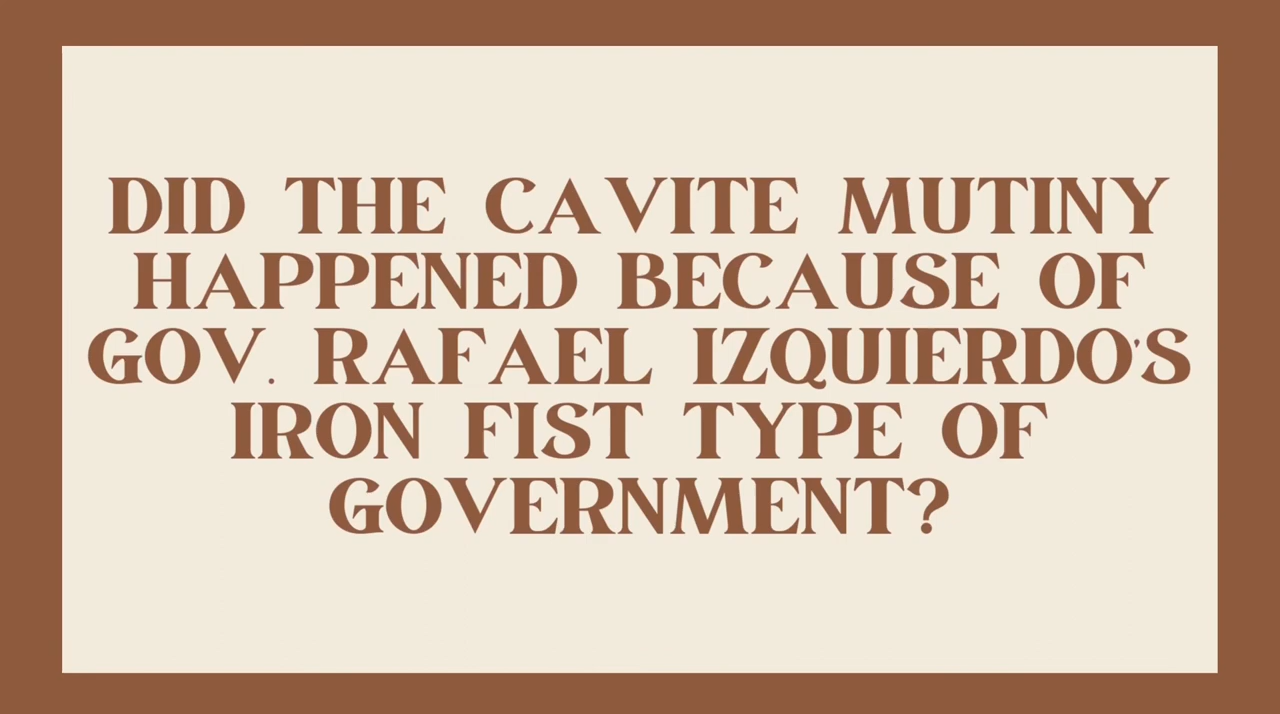 DID THE CAVITE MUTINY
HAPPENED BECAUSE OF
GOV. RAFAEL IZQUIERDO'S
IRON FIST TYPE OF
GOVERNMENT?